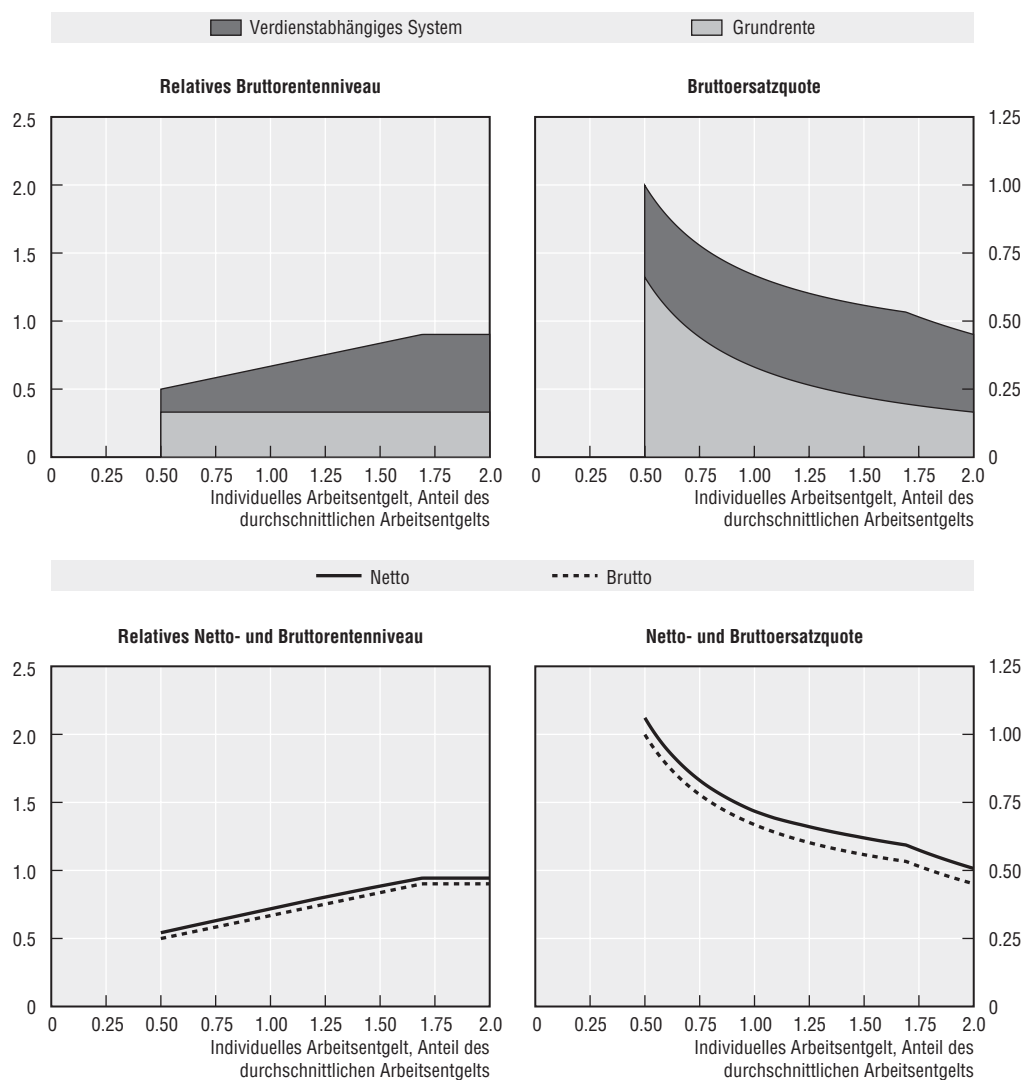 Verdienstabhängiges System Grundrente
Relatives Bruttorentenniveau
2.5
2.0
1.5
1.0
0.5
0
0 0.25 0.50 0.75 1.00 1.25 1.50 1.75 2.0
Individuelles Arbeitsentgelt, Anteil des
durchschnittlichen Arbeitsentgelts
Bruttoersatzquote
1.25
1.00
0.75
0.50
0.25
0
0 0.25 0.50 0.75 1.00 1.25 1.50 1.75 2.0
Individuelles Arbeitsentgelt, Anteil des
durchschnittlichen Arbeitsentgelts
Netto Brutto
Relatives Netto- und Bruttorentenniveau
2.5
2.0
1.5
1.0
0.5
0
0 0.25 0.50 0.75 1.00 1.25 1.50 1.75 2.0
Individuelles Arbeitsentgelt, Anteil des
durchschnittlichen Arbeitsentgelts
Netto- und Bruttoersatzquote
1.25
1.00
0.75
0.50
0.25
0
0 0.25 0.50 0.75 1.00 1.25 1.50 1.75 2.0
Individuelles Arbeitsentgelt, Anteil des
durchschnittlichen Arbeitsentgelts